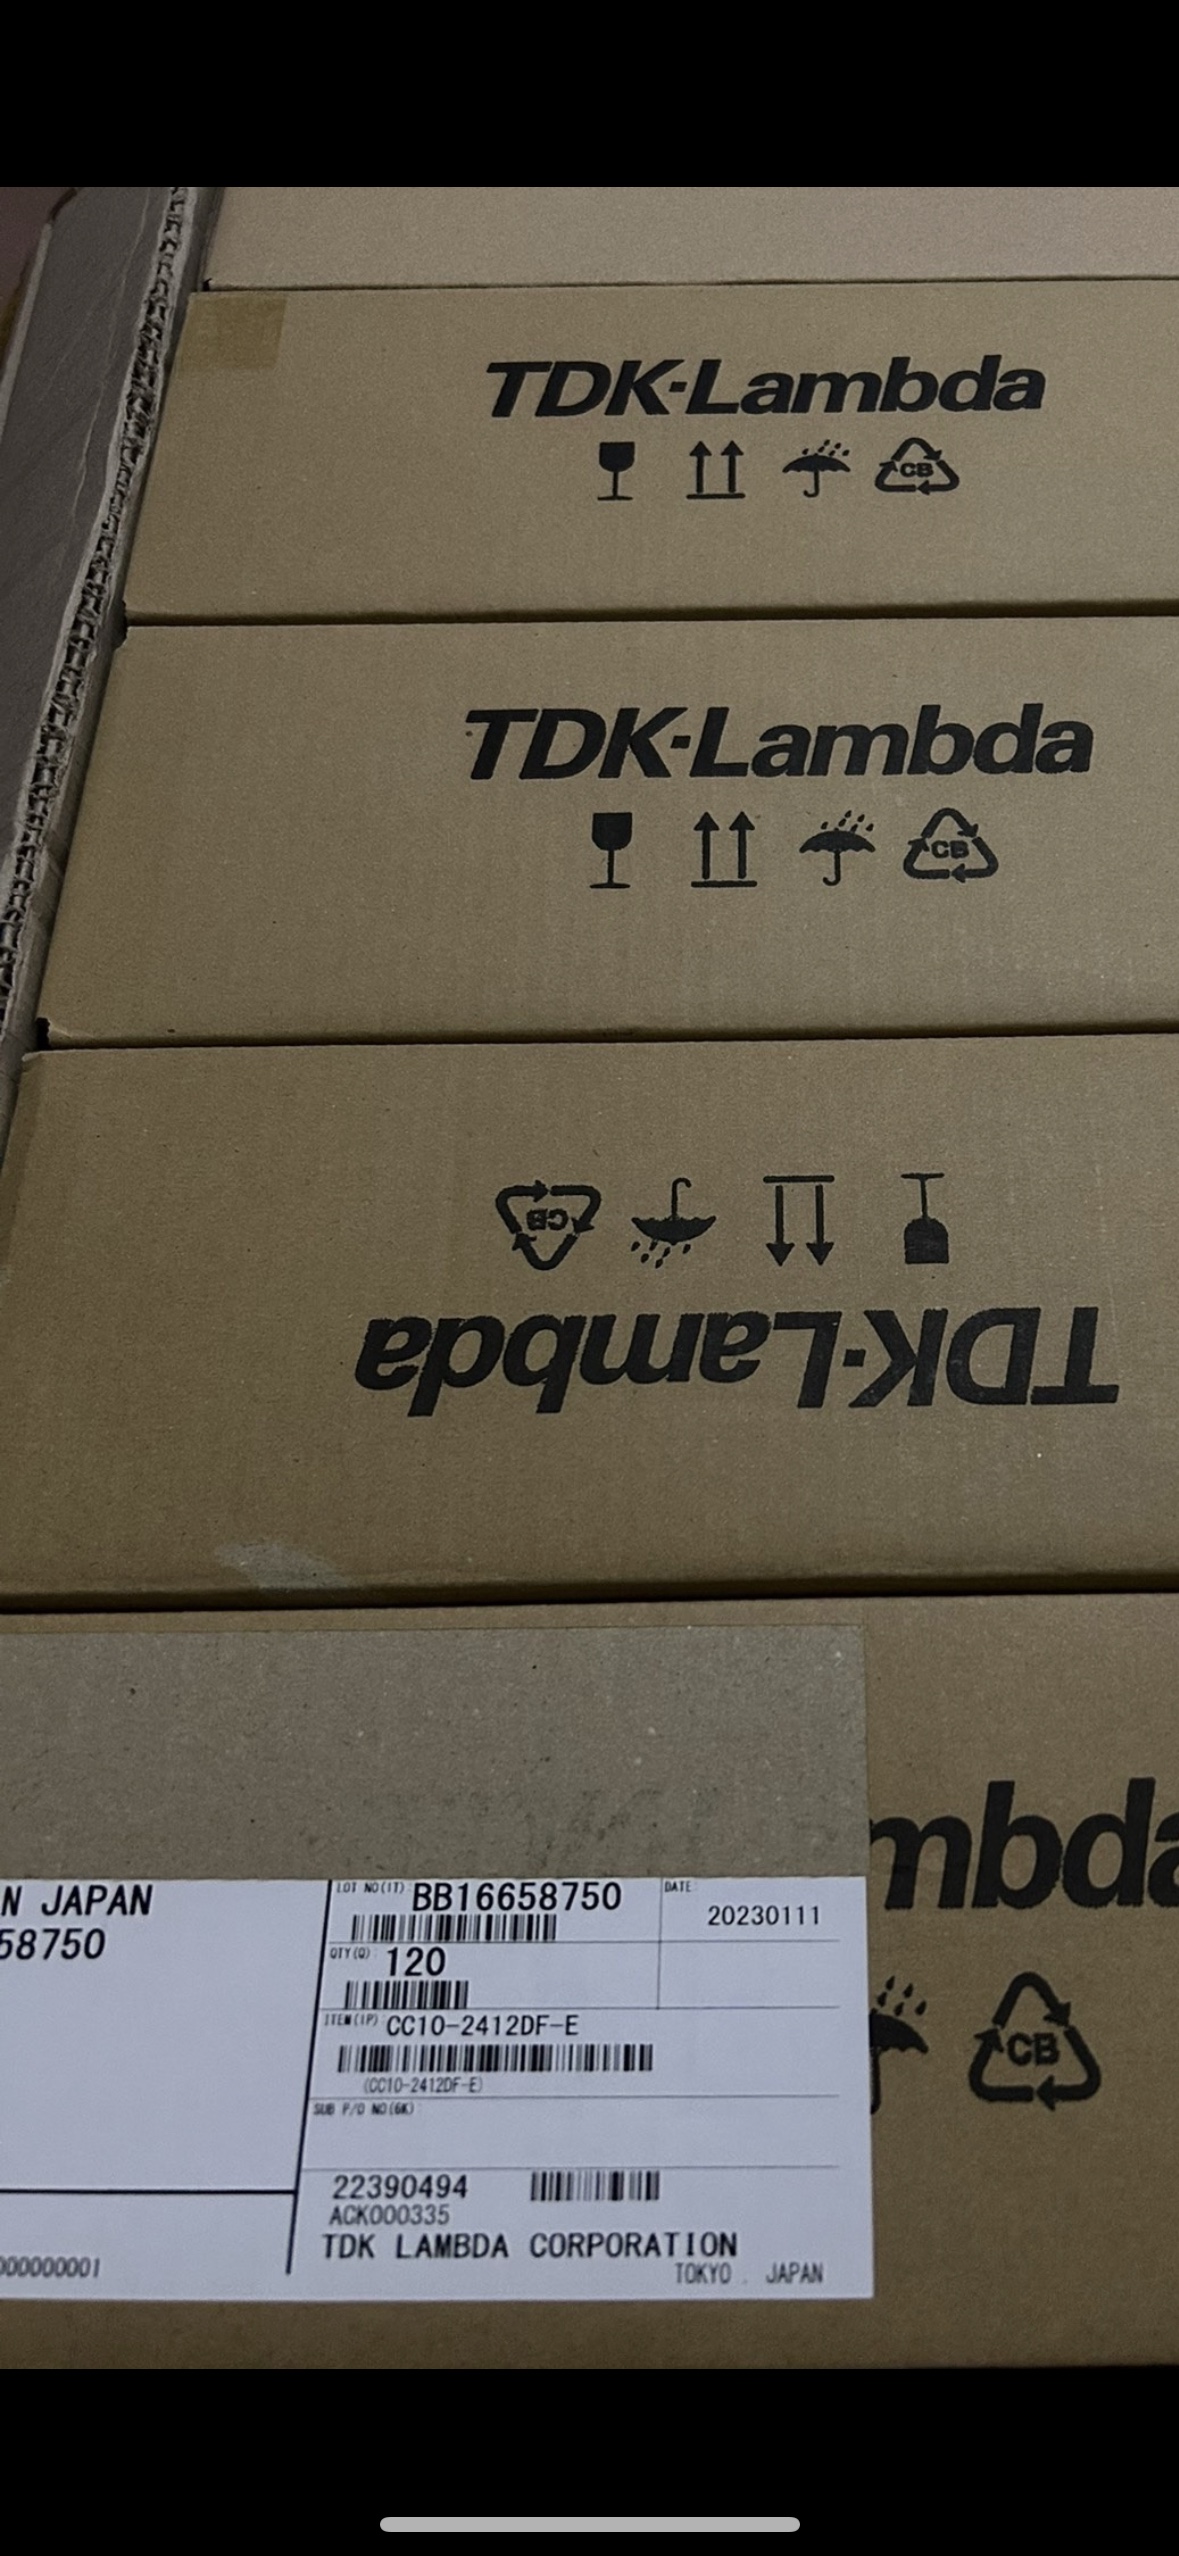 TDK·Lambda
CB
TDK·Lambda
CB
CB
TDK·Lambda
mbda
CB
N JAPAN
58750
LOT NO(1T)
BB16658750
DATE
20230111
QTY(Q)
120
ITEM(1P)
CC10-2412DF-E
(CC10-2412DF-E)
SUB P/O NO(6K)
22390494
ACK000335
TDK LAMBDA CORPORATION
TOKYO . JAPAN
000000001